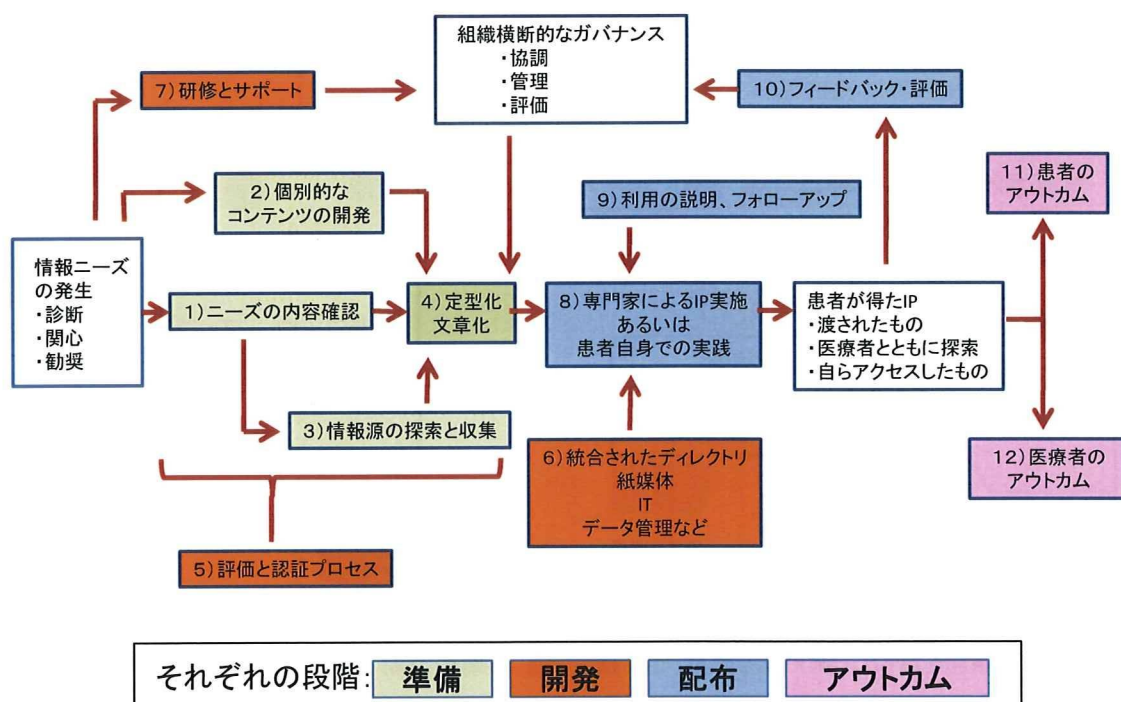 組織横断的なガバナンス
・協調
・管理
・評価
7)研修とサポート
10)フィードバック・評価
2)個別的な
コンテンツの開発
9)利用の説明、フォローアップ
11)患者の
アウトカム
情報ニーズ
の発生
・診断
・関心
・勧奨
1)ニーズの内容確認
4)定型化
文章化
8)専門家によるIP実施
あるいは
患者自身での実践
患者が得たIP
・渡されたもの
・医療者とともに探索
・自らアクセスしたもの
3)情報源の探索と収集
6)統合されたディレクトリ
紙媒体
IT
データ管理など
12)医療者の
アウトカム
5)評価と認証プロセス
それぞれの段階: 準備 開発 配布 アウトカム